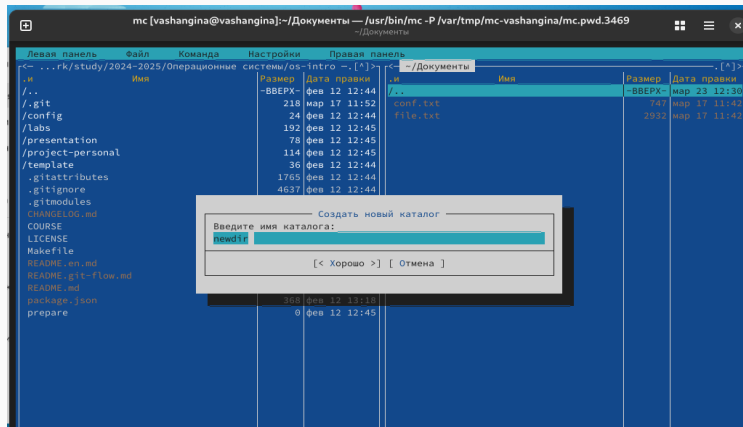 mc [vashangina@vashangina]:~/Документы — /usr/bin/mc -P /var/tmp/mc-vashangina/mc.pwd.3469
~/Документы
Левая панель Файл Команда Настройки Правая панель
<— ...rk/study/2024-2025/Операционные системы/os-intro —.[^]> <— ~/Документы .[^]>
.и Имя Размер Дата правки .и Имя Размер Дата правки
/.. -ВВЕРХ- фев 12 12:44 /.. -ВВЕРХ- мар 23 12:30
/.git 218 мар 17 11:52 conf.txt 747 мар 17 11:42
/config 24 фев 12 12:44 file.txt 2932 мар 17 11:42
/labs 192 фев 12 12:45
/presentation 78 фев 12 12:45
/project-personal 114 фев 12 12:45
/template 36 фев 12 12:44
.gitattributes 1765 фев 12 12:44
.gitignore 4637 фев 12 12:44
.gitmodules
CHANGELOG.md
COURSE
LICENSE
Makefile
README.en.md
README.git-flow.md
README.md
package.json 368 фев 12 13:18
prepare 0 фев 12 12:45
Создать новый каталог
Введите имя каталога:
newdir
[< Хорошо >] [ Отмена ]